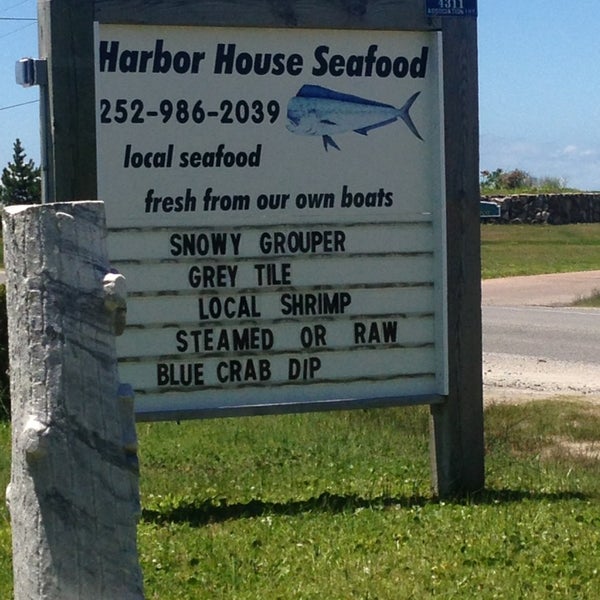 4311
Harbor House Seafood
252-986-2039
local seafood
fresh from our own boats
SNOWY GROUPER
GREY TILE
LOCAL SHRIMP
STEAMED OR RAW
BLUE CRAB DIP